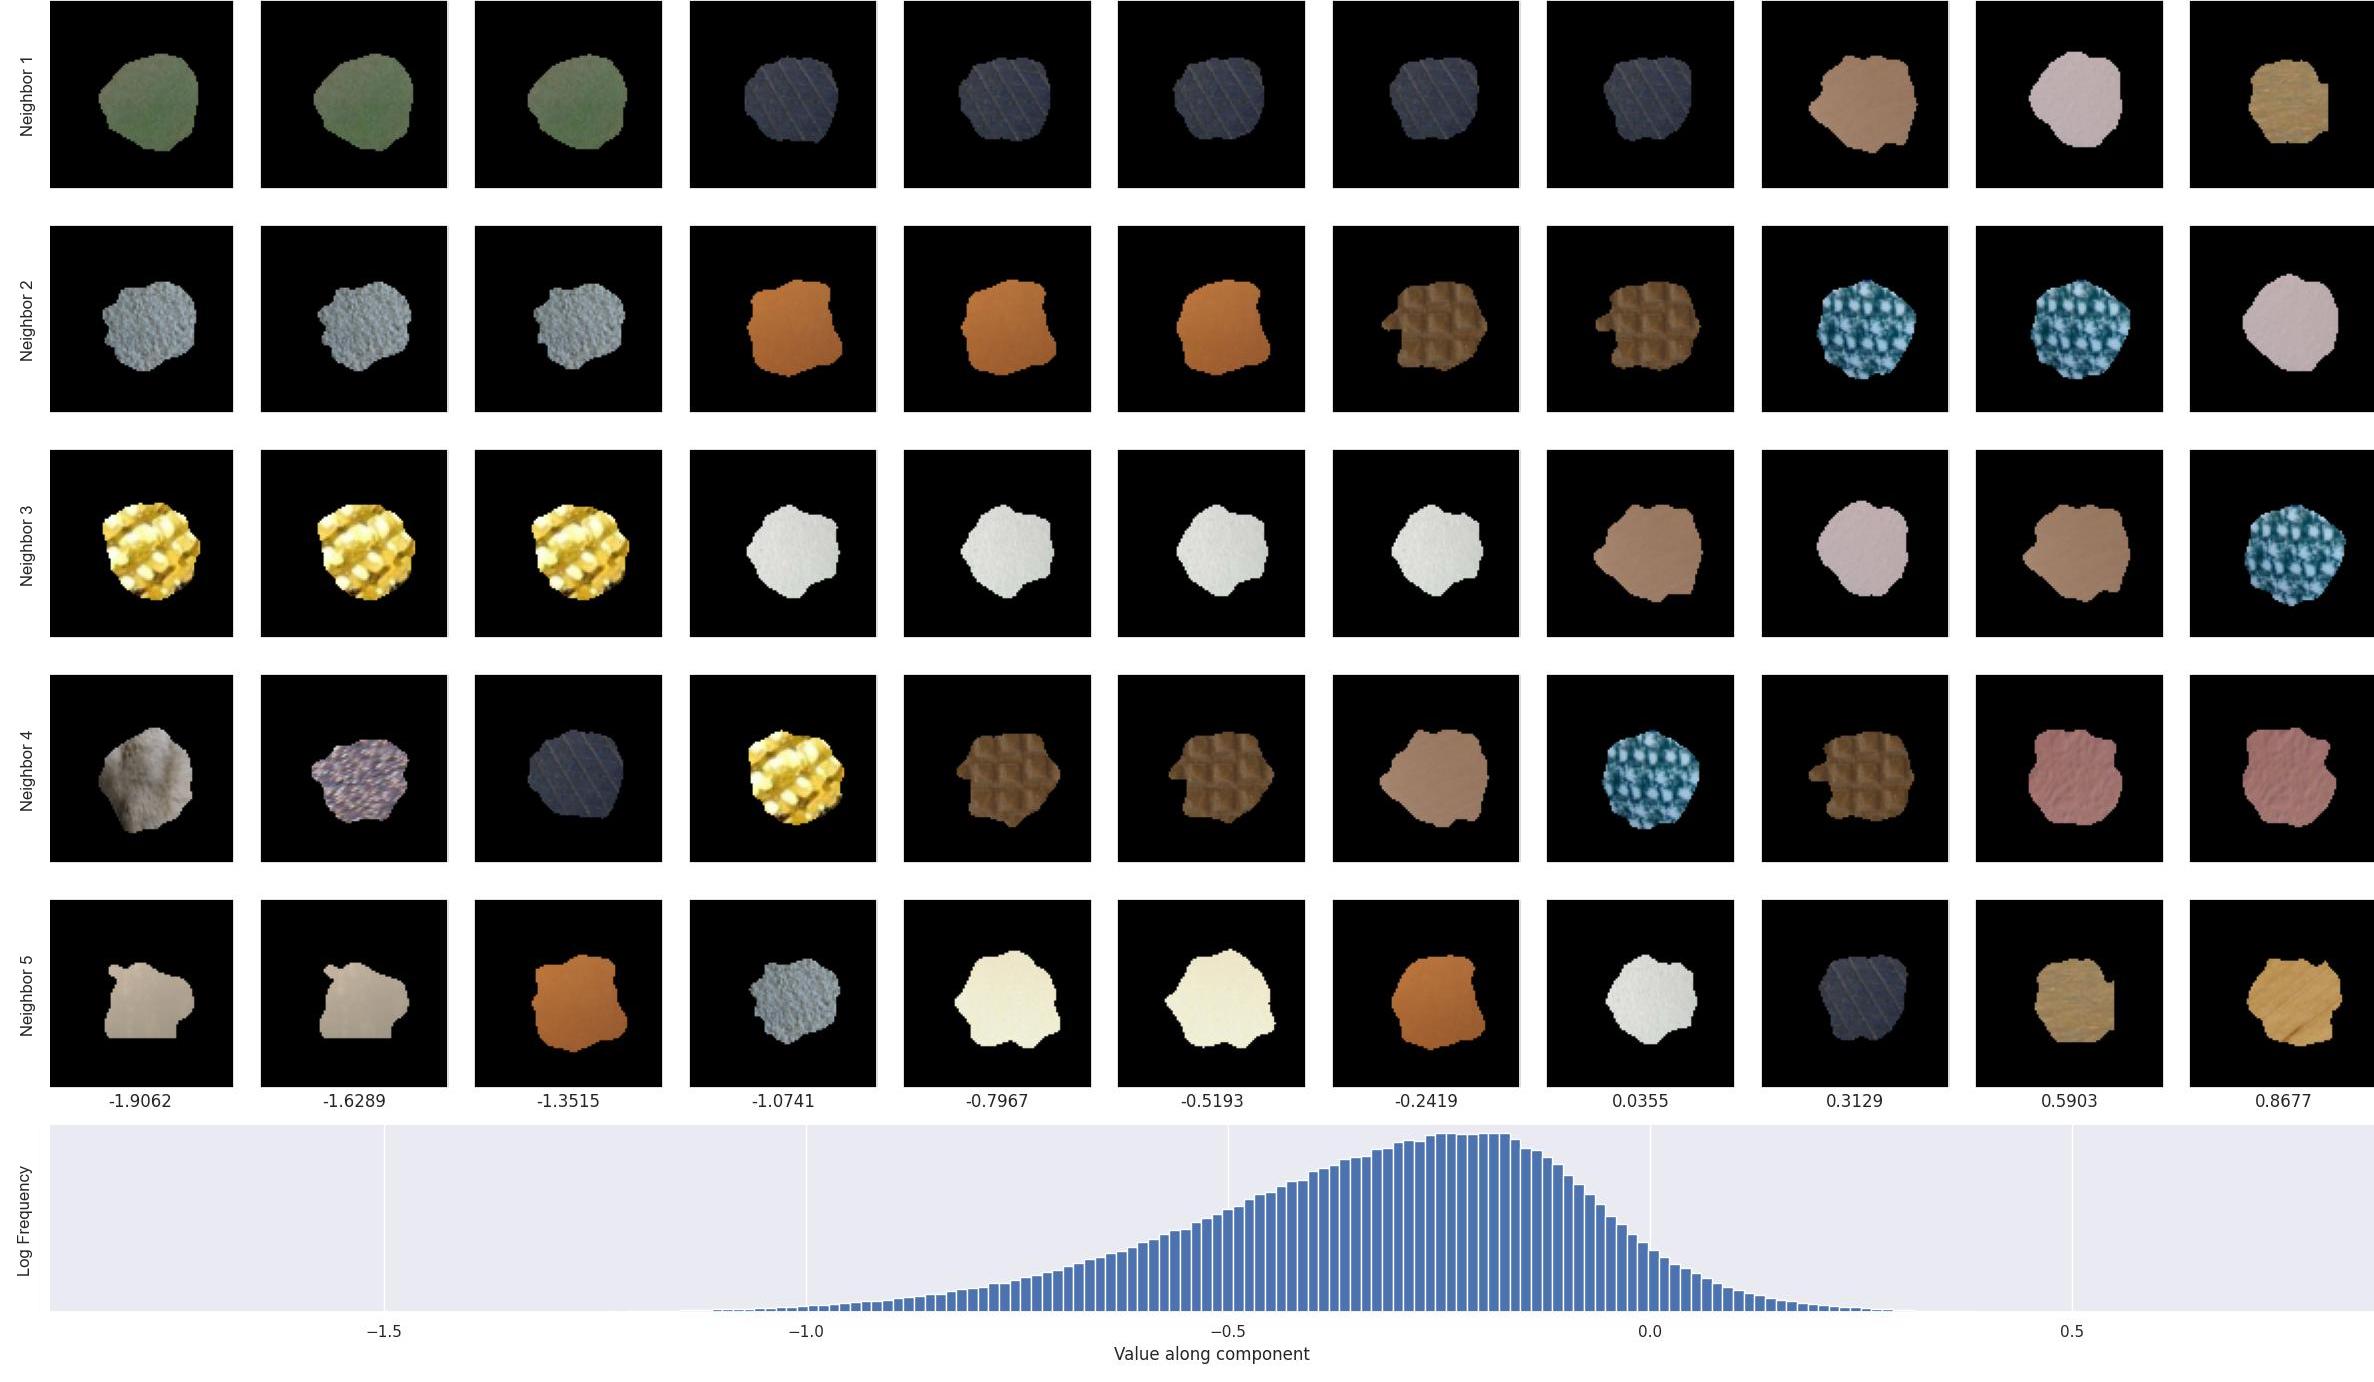 Neighbor 1
Neighbor 2
Neighbor 3
Neighbor 4
Neighbor 5
-1.9062 -1.6289 -1.3515 -1.0741 -0.7967 -0.5193 -0.2419 0.0355 0.3129 0.5903 0.8677
Log Frequency
−1.5 −1.0 −0.5 0.0 0.5
Value along component